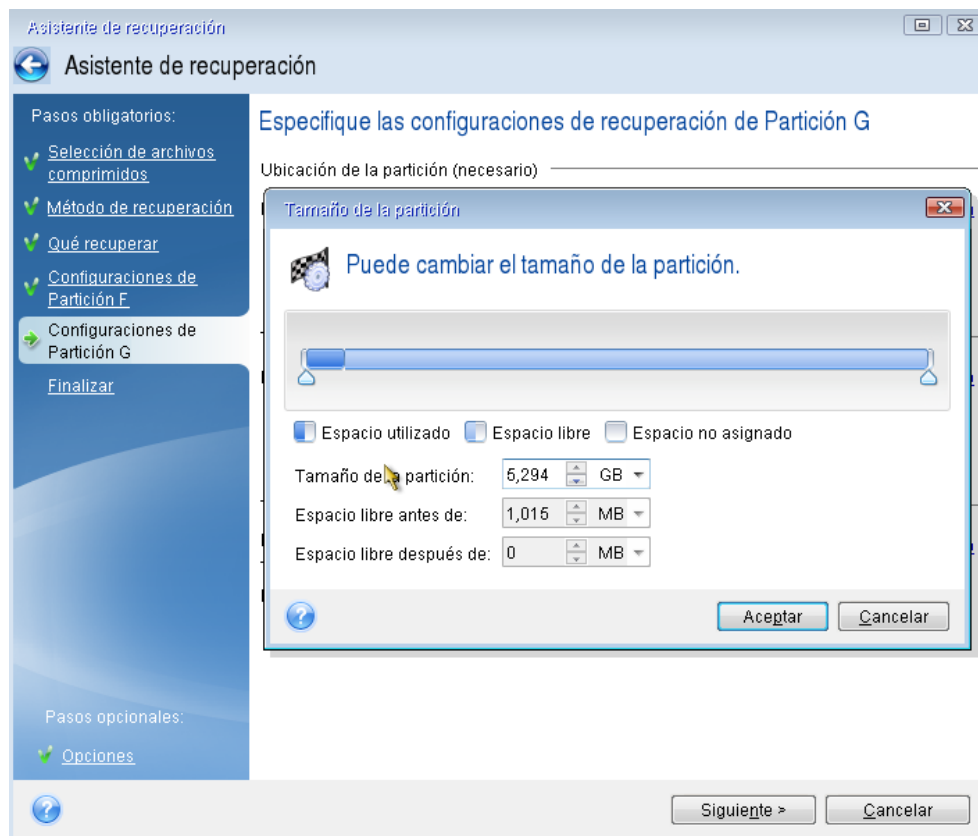 Asistente de recuperación
Asistente de recuperación
Pasos obligatorios:
Selección de archivos
comprimidos
Método de recuperación
Qué recuperar
Configuraciones de
Partición F
Configuraciones de
Partición G
Finalizar
Pasos opcionales:
Opciones
Especifique las configuraciones de recuperación de Partición G
Ubicación de la partición (necesario)
Tamaño de la partición
Puede cambiar el tamaño de la partición.
Espacio utilizado Espacio libre Espacio no asignado
Tamaño de la partición: 5,294 GB
Espacio libre antes de: 1,015 MB
Espacio libre después de: 0 MB
Aceptar Cancelar
Siguiente > Cancelar